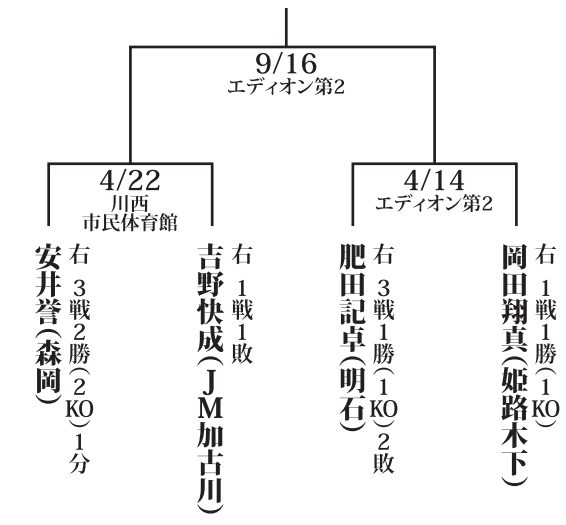 9/16
エディオン第2
4/22
川西
市民体育館
4/14
エディオン第2
岡田翔真(姫路木下)
右 1戦1勝(1KO)
肥田記卓(明石)
右 3戦1勝(1KO)2敗
吉野快成(JM加古川)
右 1戦1敗
安井誉(森岡)
右 3戦2勝(2KO)1分